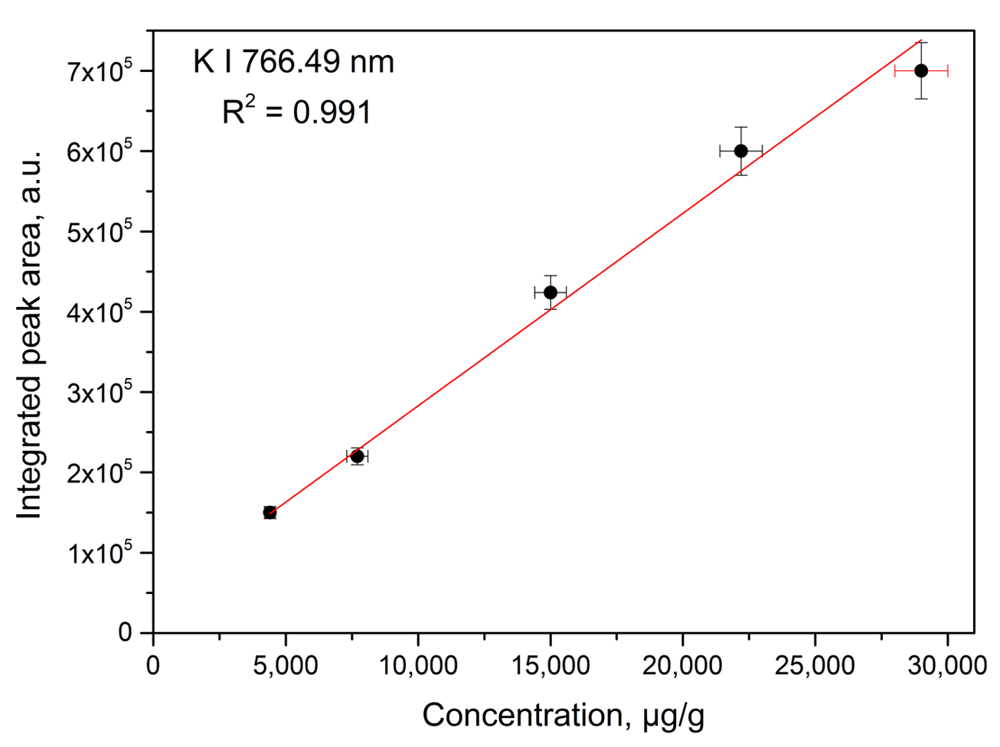 K I 766.49 nm
R² = 0.991
Integrated peak area, a.u.
7x10⁵
6x10⁵
5x10⁵
4x10⁵
3x10⁵
2x10⁵
1x10⁵
0
0 5,000 10,000 15,000 20,000 25,000 30,000
Concentration, µg/g